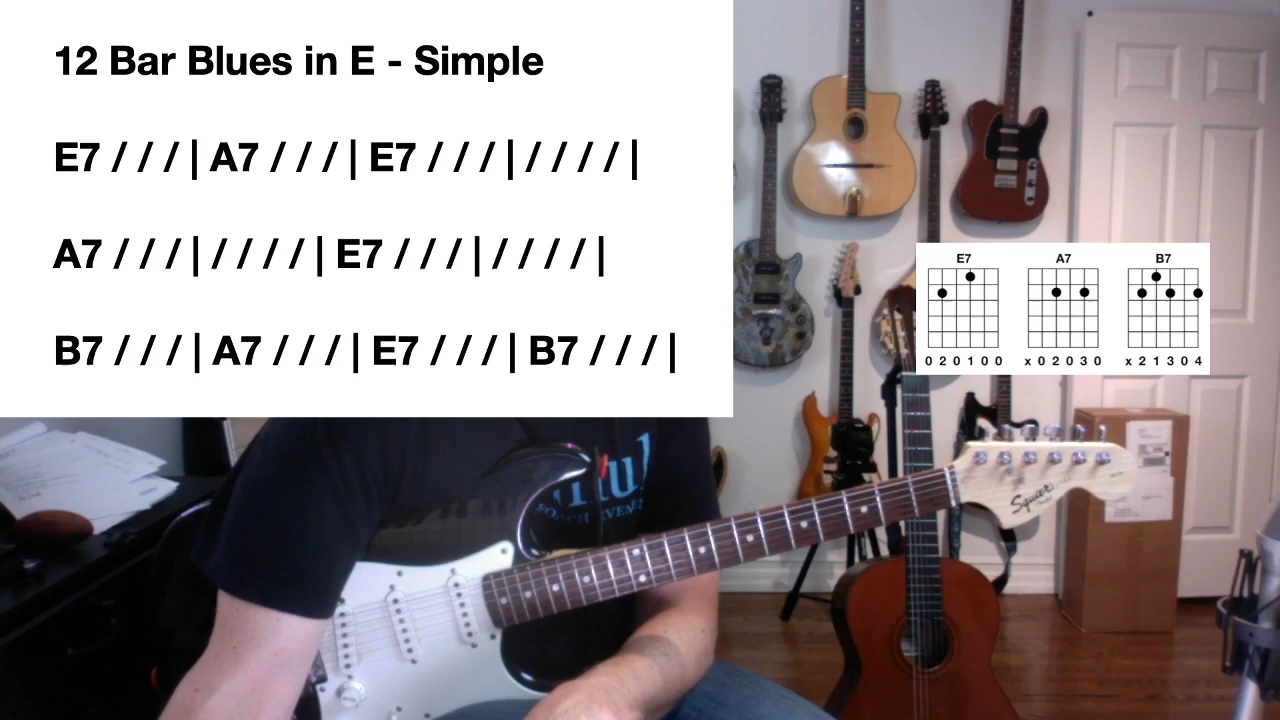 12 Bar Blues in E - Simple
E7 / / / | A7 / / / | E7 / / / | / / / / |
A7 / / / | / / / / | E7 / / / | / / / / |
B7 / / / | A7 / / / | E7 / / / | B7 / / / |
E7 A7 B7
0 2 0 1 0 0 x 0 2 0 3 0 x 2 1 3 0 4
Squier